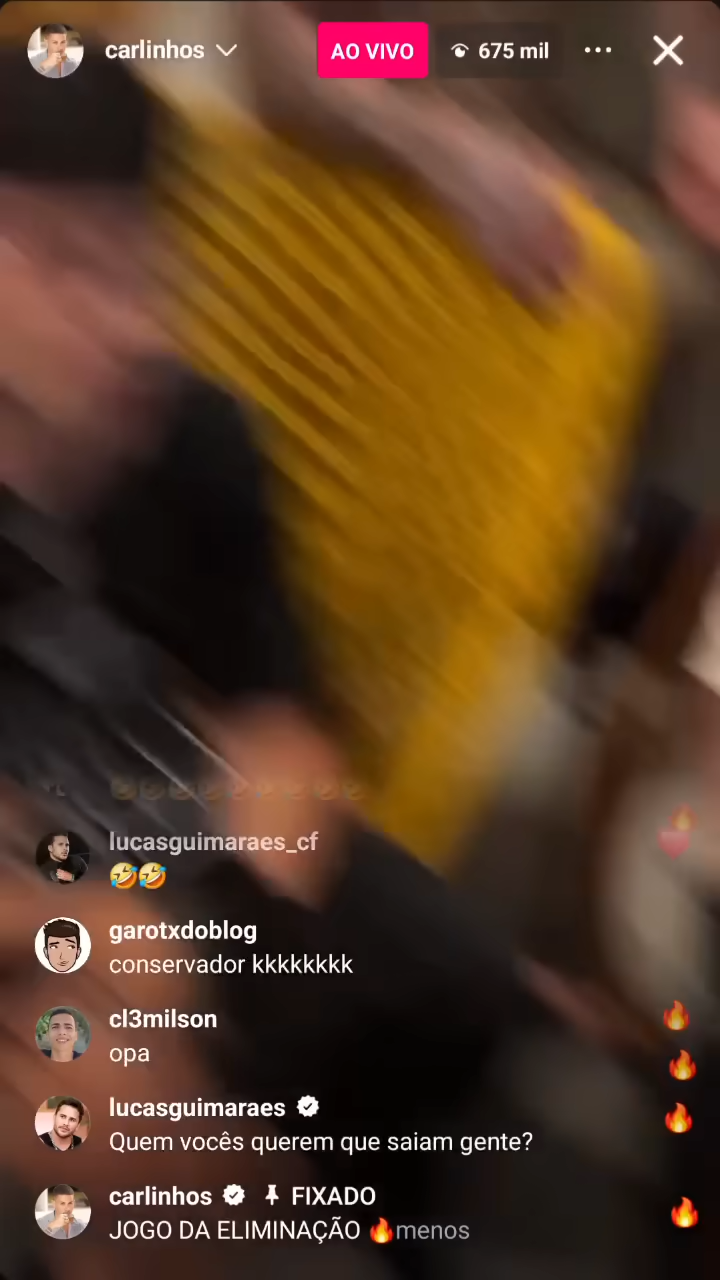 carlinhos
AO VIVO
675 mil
lucasguimaraes_cf
🤣🤣
garotxdoblog
conservador kkkkkkkk
cl3milson
opa
lucasguimaraes
Quem vocês querem que saiam gente?
carlinhos FIXADO
JOGO DA ELIMINAÇÃO 🔥menos